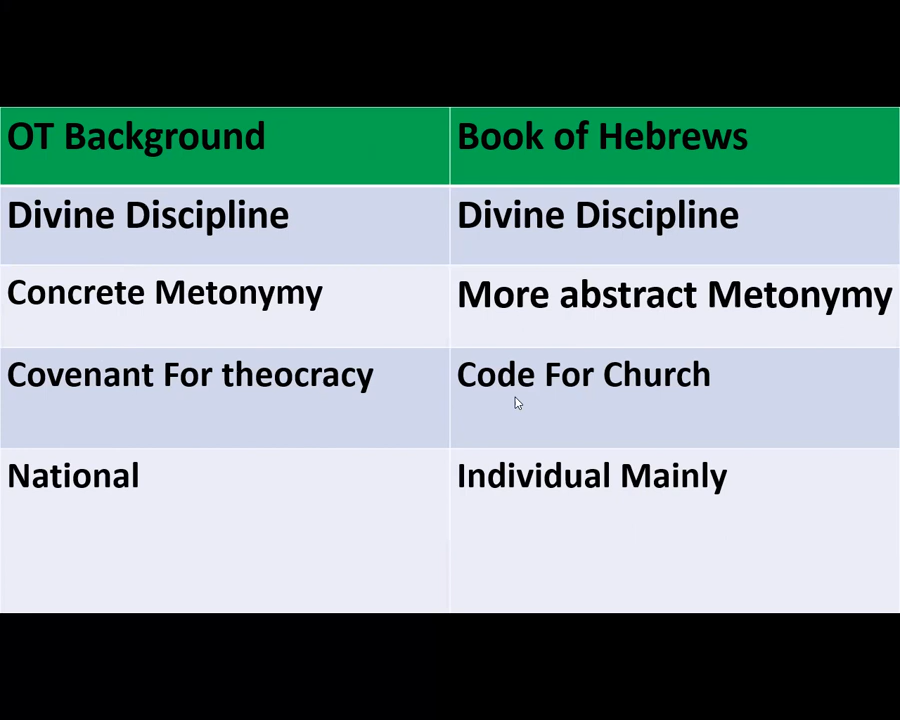 OT Background
Book of Hebrews
Divine Discipline
Divine Discipline
Concrete Metonymy
More abstract Metonymy
Covenant For theocracy
Code For Church
National
Individual Mainly